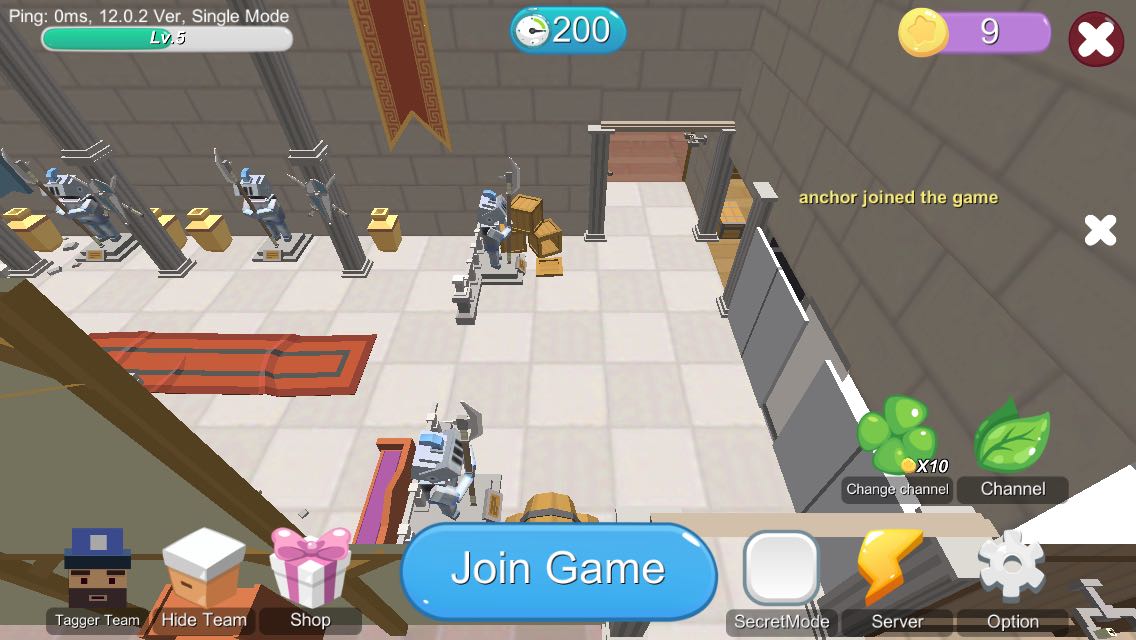 Ping: 0ms, 12.0.2 Ver, Single Mode
Lv.5
200
9
anchor joined the game
X10
Change channel
Channel
Join Game
Tagger Team
Hide Team
Shop
SecretMode
Server
Option